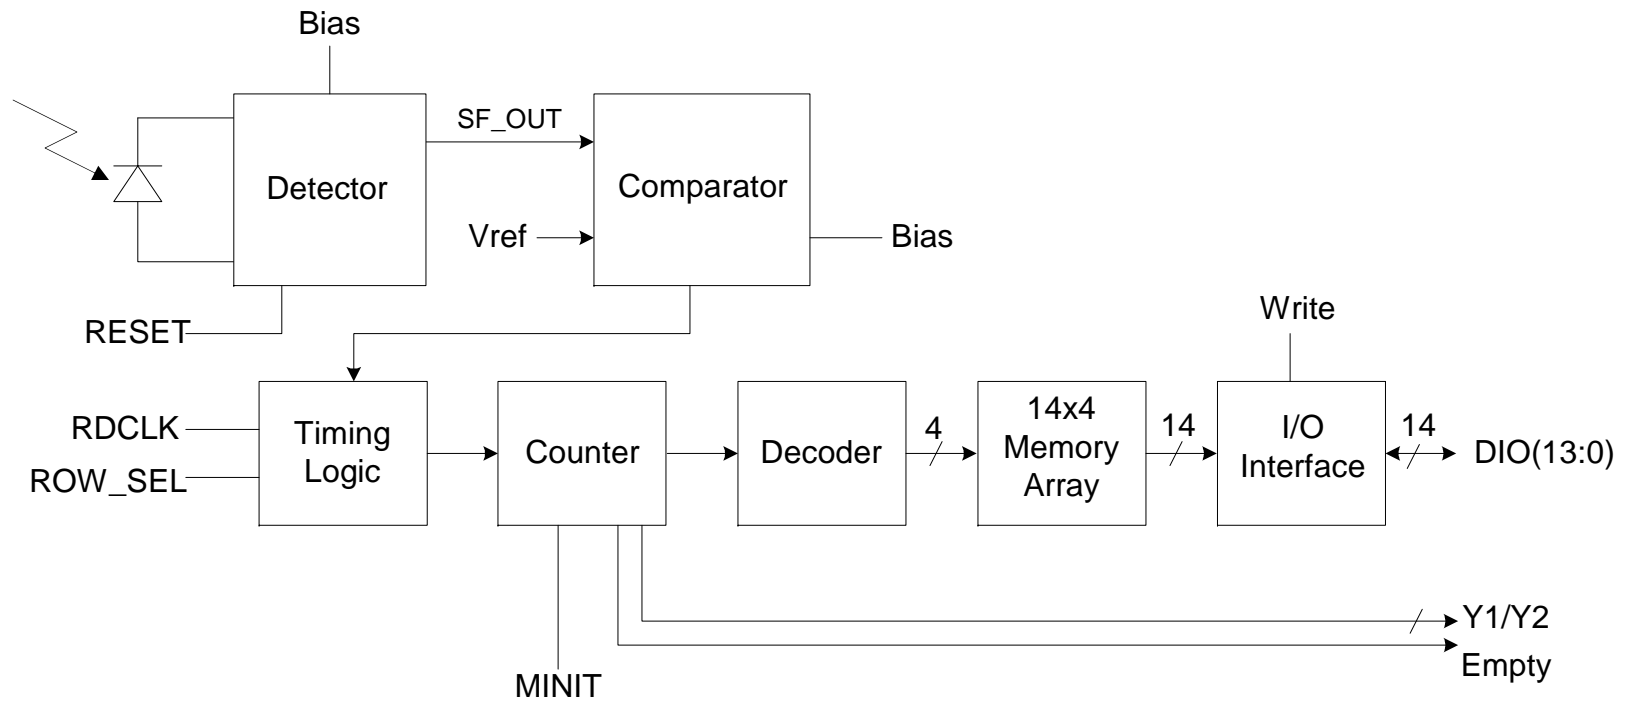 Bias
SF_OUT
Detector
Comparator
Vref
Bias
RESET
Write
RDCLK
ROW_SEL
Timing
Logic
Counter
Decoder
4
14x4
Memory
Array
14
I/O
Interface
14
DIO(13:0)
Y1/Y2
Empty
MINIT